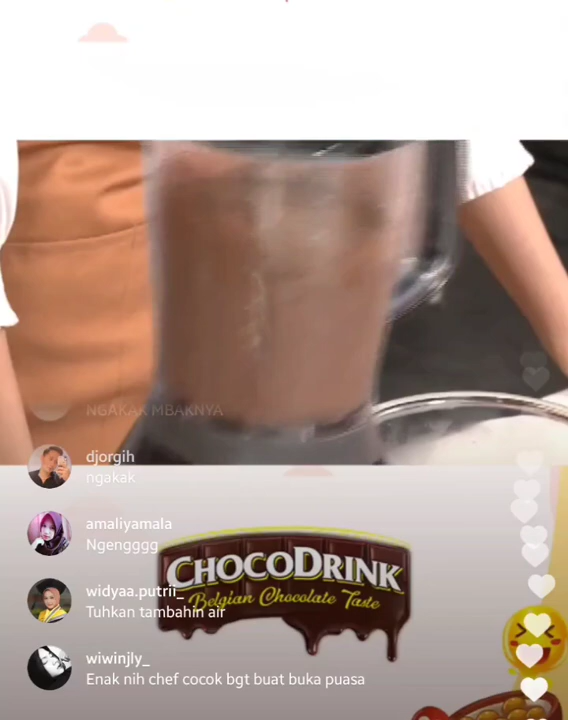 NGAKAK MBAKNYA
djorgih
ngakak
amaliyamala
Ngengggg
CHOCODRINK
Belgian Chocolate Taste
widyaa.putrii_
Tuhkan tambahin air
wiwinjly_
Enak nih chef cocok bgt buat buka puasa